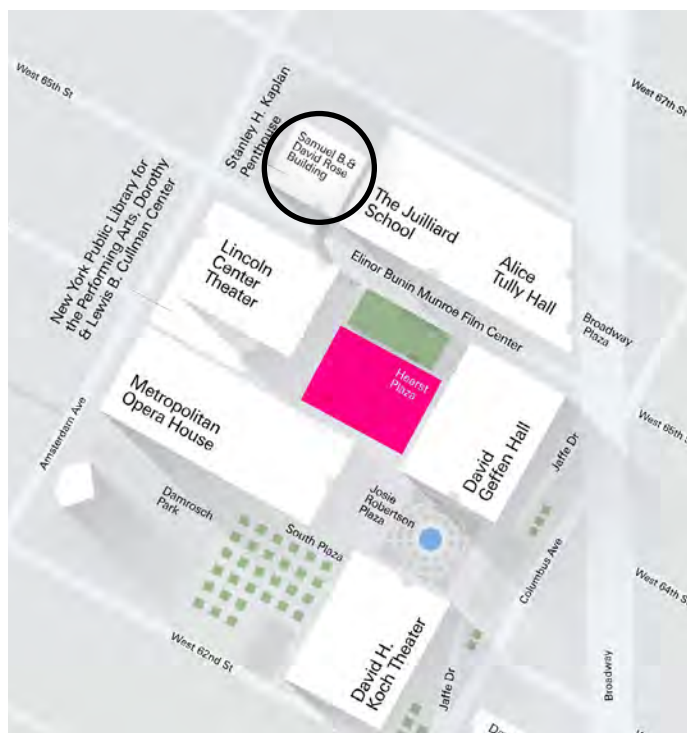 West 65th St
Stanley H. Kaplan
Penthouse
Samuel B.&
David Rose
Building
West 67th St
The Juilliard
School
Alice
Tully Hall
New York Public Library for
the Performing Arts, Dorothy
& Lewis B. Cullman Center
Lincoln
Center
Theater
Elinor Bunin Munroe Film Center
Broadway
Plaza
Hearst
Plaza
Metropolitan
Opera House
Amsterdam Ave
West 65th S
David
Geffen Hall
Jaffe Dr
Damrosch
Park
South Plaza
Josie
Robertson
Plaza
Columbus Ave
West 64th S
West 62nd St
David H.
Koch Theater
Jaffe Dr
Broadway